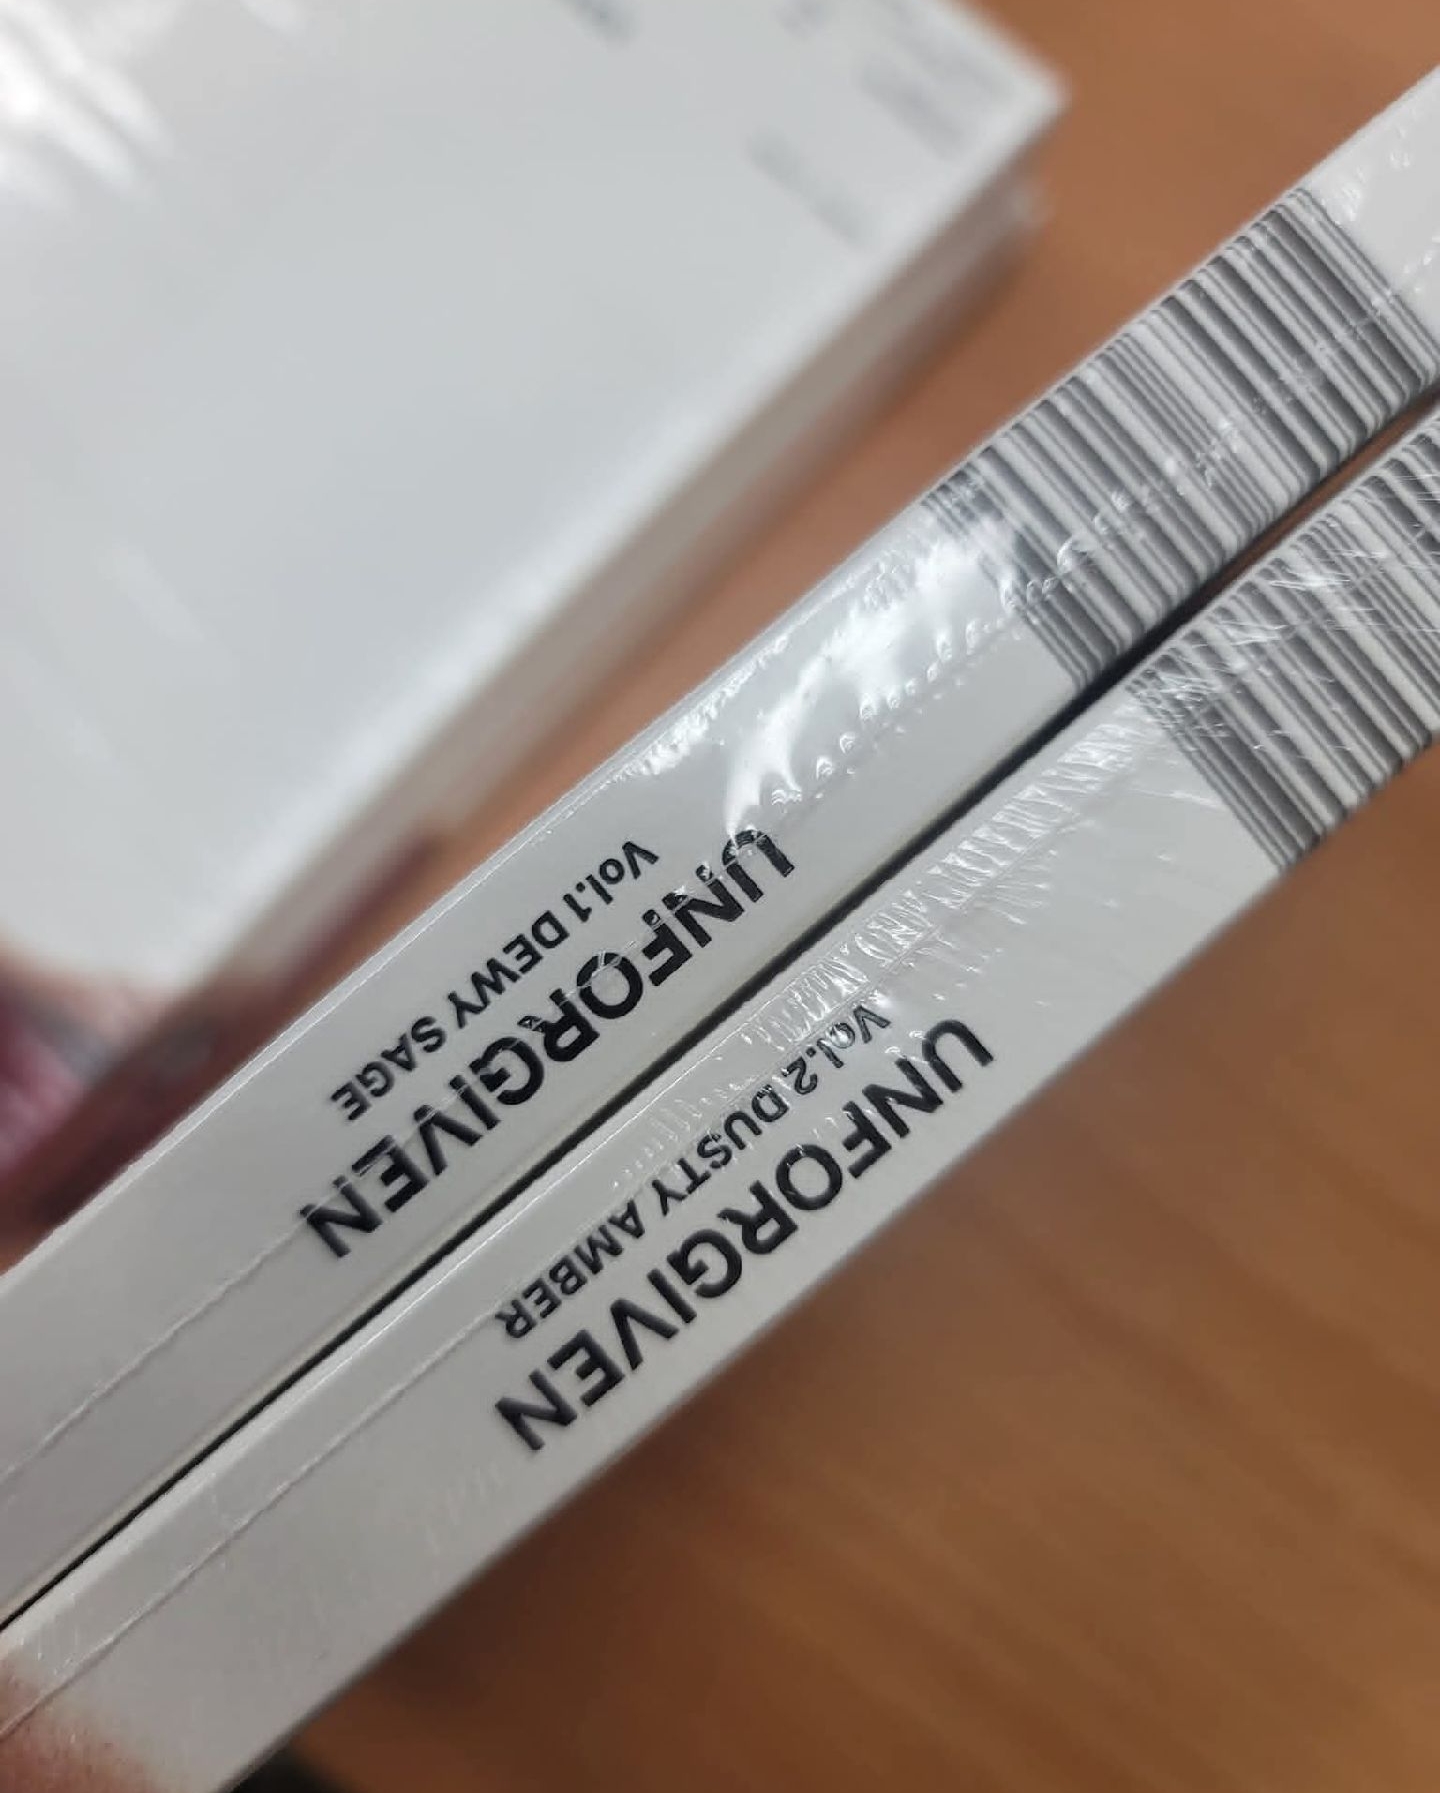 UNFORGIVEN
Vol.1 DEWY SAGE
UNFORGIVEN
Vol.2 DUSTY AMBER